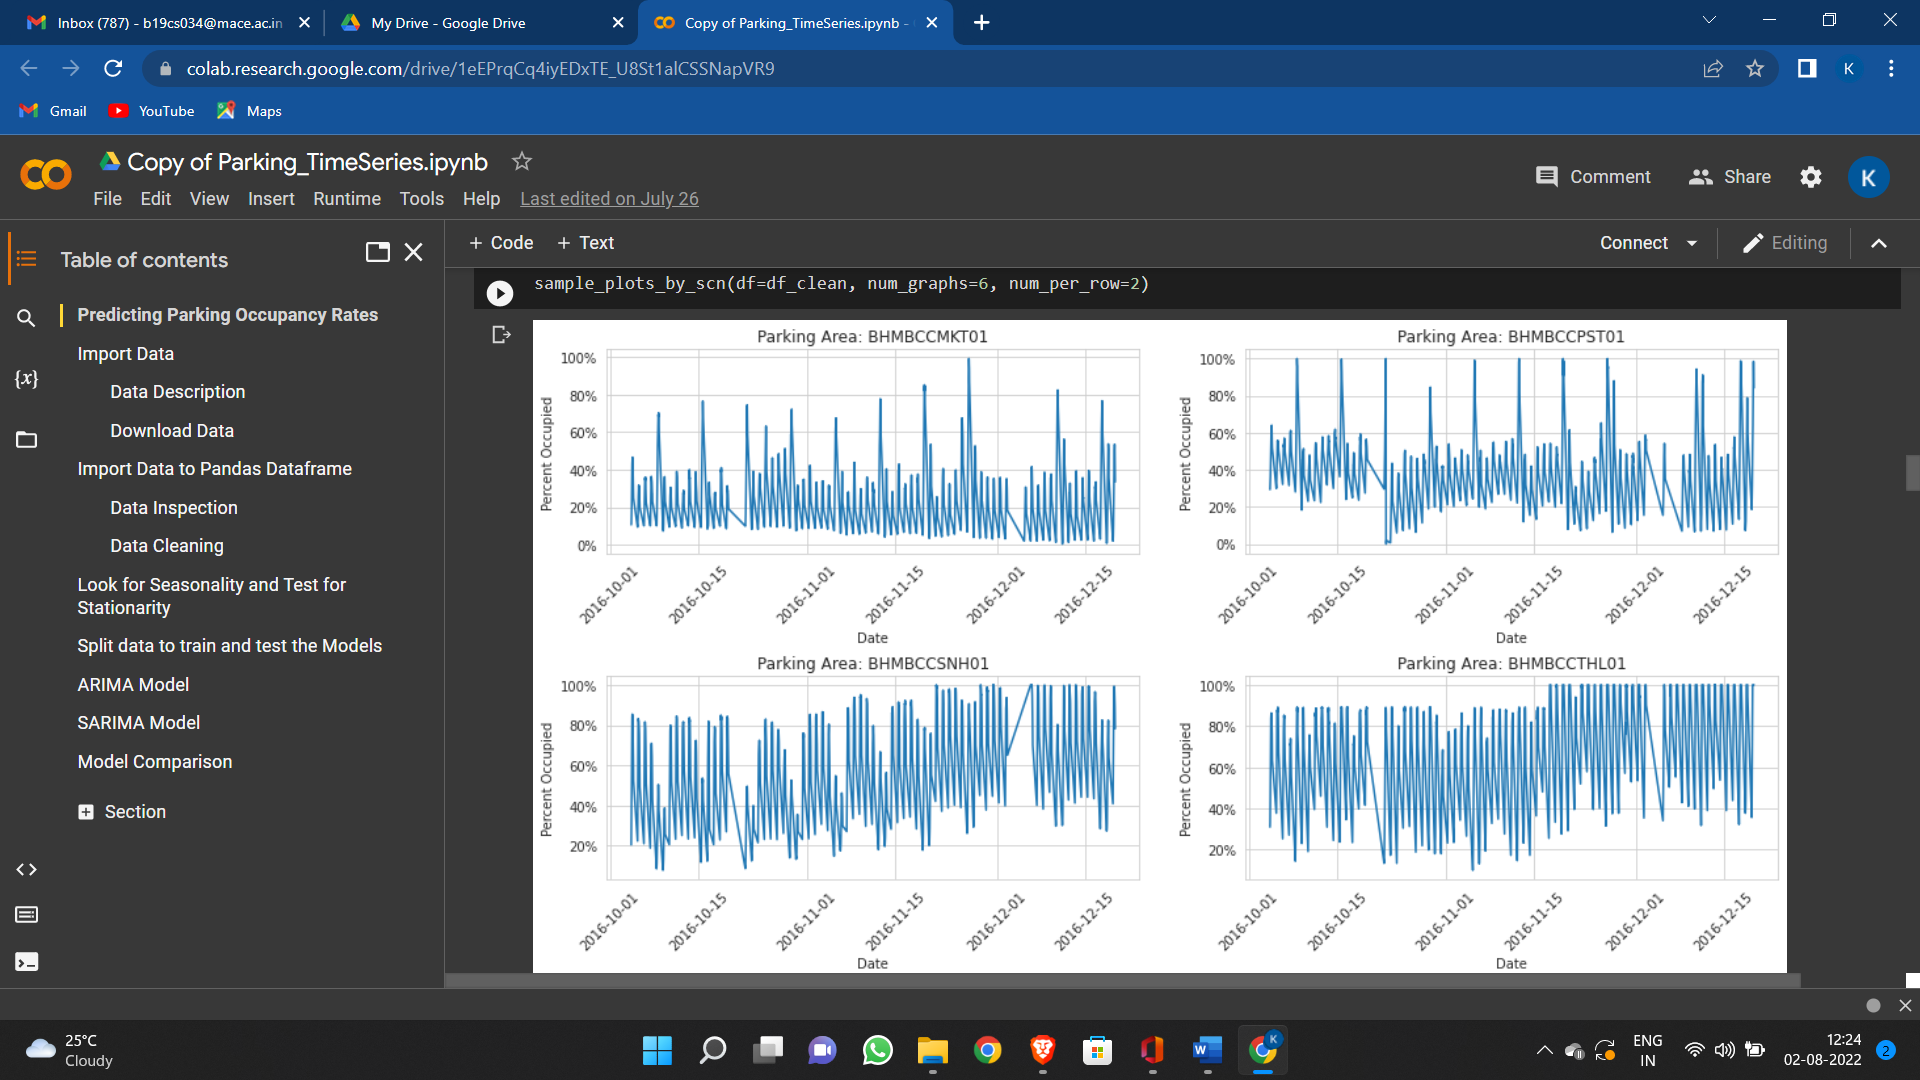 Inbox (787) - b19cs034@mace.ac.in
My Drive - Google Drive
Copy of Parking_TimeSeries.ipynb -
colab.research.google.com/drive/1eEPrqCq4iyEDxTE_U8St1alCSSNapVR9
K
Gmail YouTube Maps
Copy of Parking_TimeSeries.ipynb
File Edit View Insert Runtime Tools Help Last edited on July 26
Comment Share K
Table of contents
+ Code + Text
Connect Editing
Predicting Parking Occupancy Rates
Import Data
Data Description
Download Data
Import Data to Pandas Dataframe
Data Inspection
Data Cleaning
Look for Seasonality and Test for
Stationarity
Split data to train and test the Models
ARIMA Model
SARIMA Model
Model Comparison
Section
{x}
sample_plots_by_scn(df=df_clean, num_graphs=6, num_per_row=2)
Parking Area: BHMBCCMKT01
Percent Occupied
100%
80%
60%
40%
20%
0%
2016-10-01 2016-10-15 2016-11-01 2016-11-15 2016-12-01 2016-12-15
Date
Parking Area: BHMBCCPST01
Percent Occupied
100%
80%
60%
40%
20%
0%
2016-10-01 2016-10-15 2016-11-01 2016-11-15 2016-12-01 2016-12-15
Date
Parking Area: BHMBCCSNH01
Percent Occupied
100%
80%
60%
40%
20%
2016-10-01 2016-10-15 2016-11-01 2016-11-15 2016-12-01 2016-12-15
Date
Parking Area: BHMBCCTHL01
Percent Occupied
100%
80%
60%
40%
20%
2016-10-01 2016-10-15 2016-11-01 2016-11-15 2016-12-01 2016-12-15
Date
25°C
Cloudy
W
K
ENG
IN
12:24
02-08-2022
2